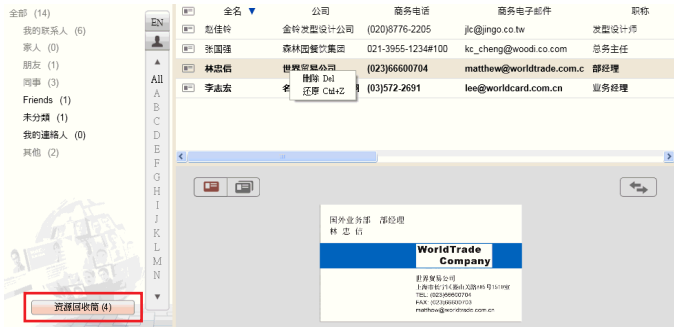 全部 (14)
我的联系人 (6)
家人 (0)
朋友 (1)
同事 (3)
Friends (1)
未分類 (1)
我的連絡人 (0)
其他 (2)
资源回收筒 (4)
EN
All
A
B
C
D
E
F
G
H
I
J
K
L
M
N
全名 公司 商务电话 商务电子邮件 职称
赵佳铃 金铃发型设计公司 (020)8776-2205 jlc@jingo.co.tw 发型设计师
张国强 森林园餐饮集团 021-3955-1234#100 kc_cheng@woodi.co.com 总务主任
林忠信 世界贸易公司 (023)66600704 matthew@worldtrade.com.c 部经理
李志宏 (03)572-2691 lee@worldcard.com.cn 业务经理
删除 Del
还原 Ctrl+Z
国外业务部 部经理
林 忠 信
WorldTrade
Company
世界贸易公司
TEL: (023)66600704
FAX: (023)66600703
matthew@worldtrade.com.cn